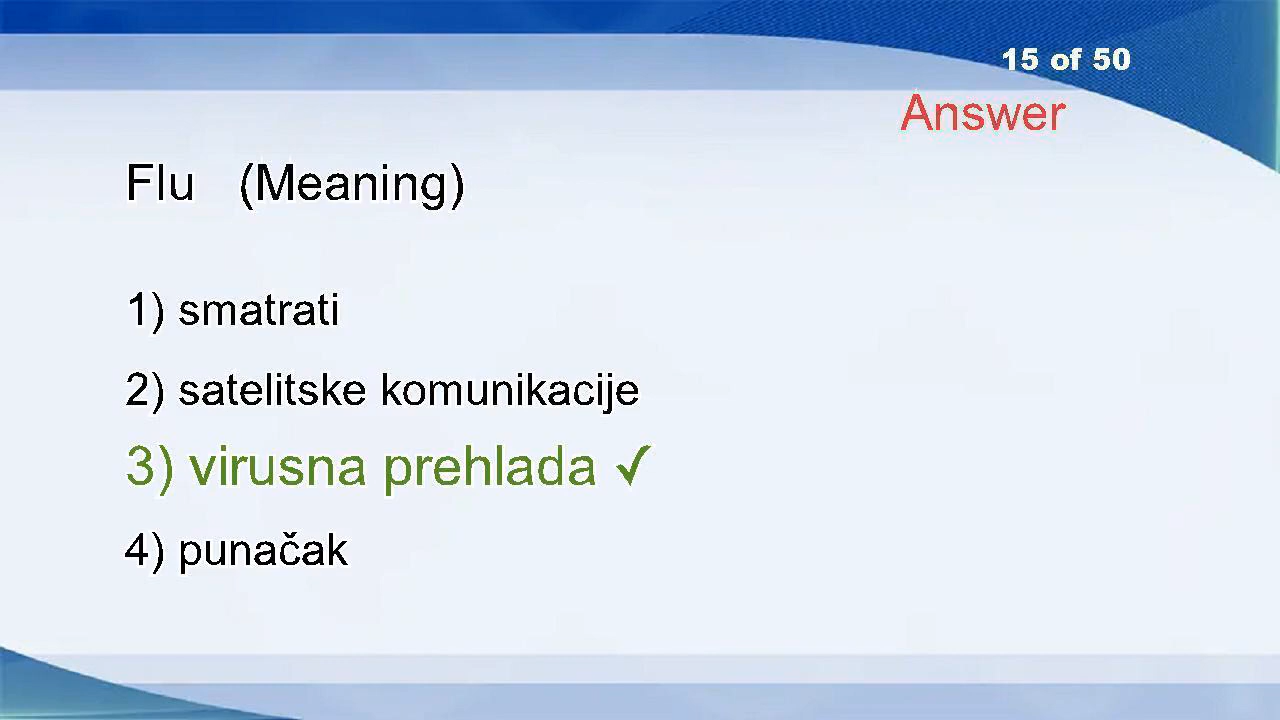 15 of 50
Answer
Flu (Meaning)
1) smatrati
2) satelitske komunikacije
3) virusna prehlada ✓
4) punačak